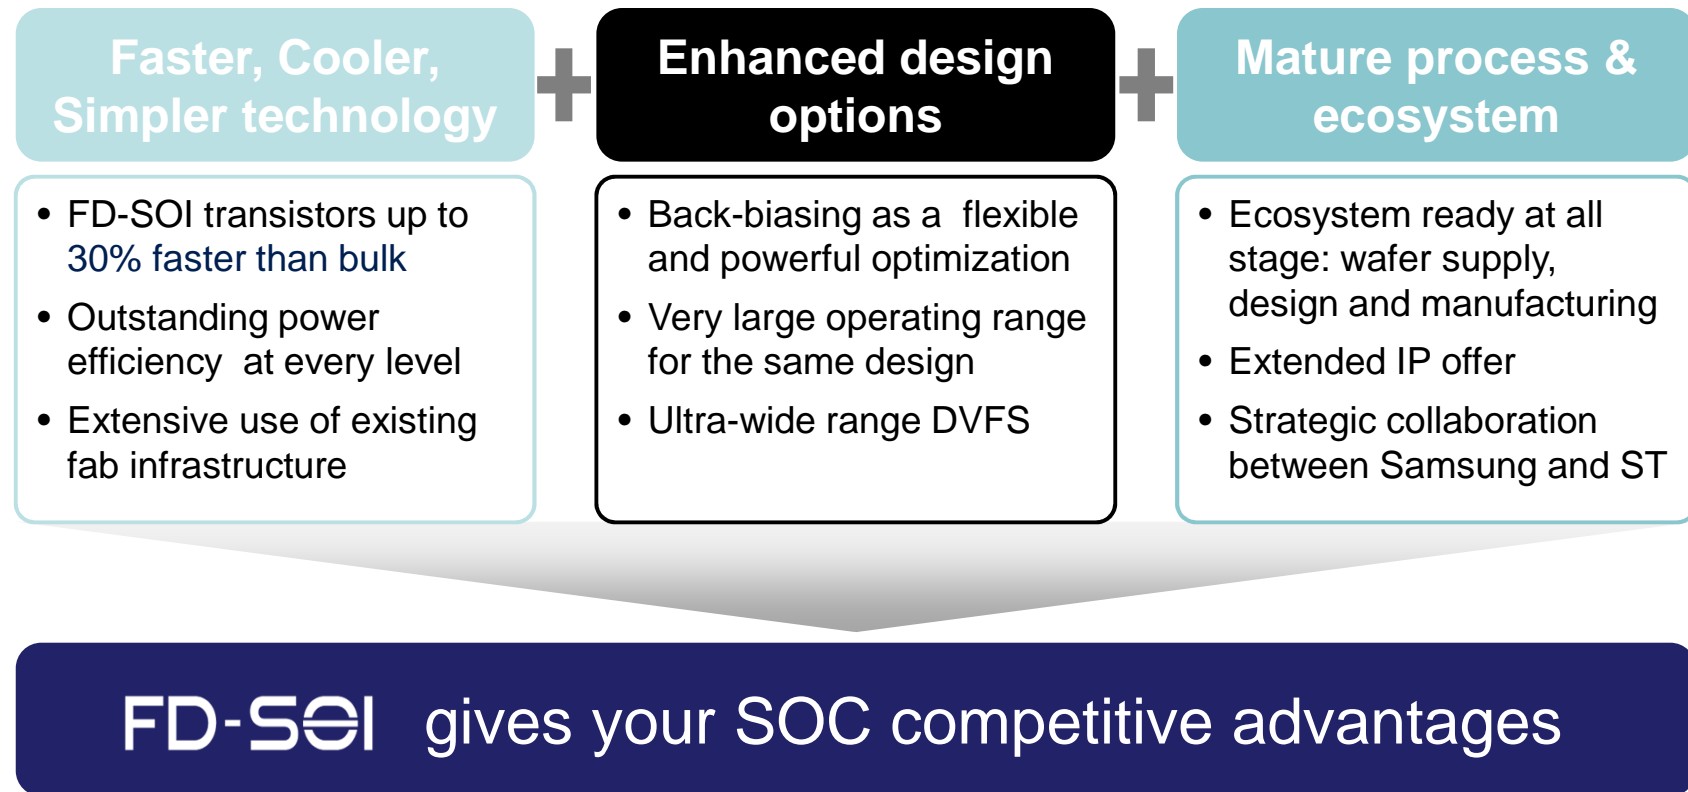 Faster, Cooler,
Simpler technology
Enhanced design
options
Mature process &
ecosystem
• FD-SOI transistors up to
30% faster than bulk
• Outstanding power
efficiency at every level
• Extensive use of existing
fab infrastructure
• Back-biasing as a flexible
and powerful optimization
• Very large operating range
for the same design
• Ultra-wide range DVFS
• Ecosystem ready at all
stage: wafer supply,
design and manufacturing
• Extended IP offer
• Strategic collaboration
between Samsung and ST
FD-SOI gives your SOC competitive advantages